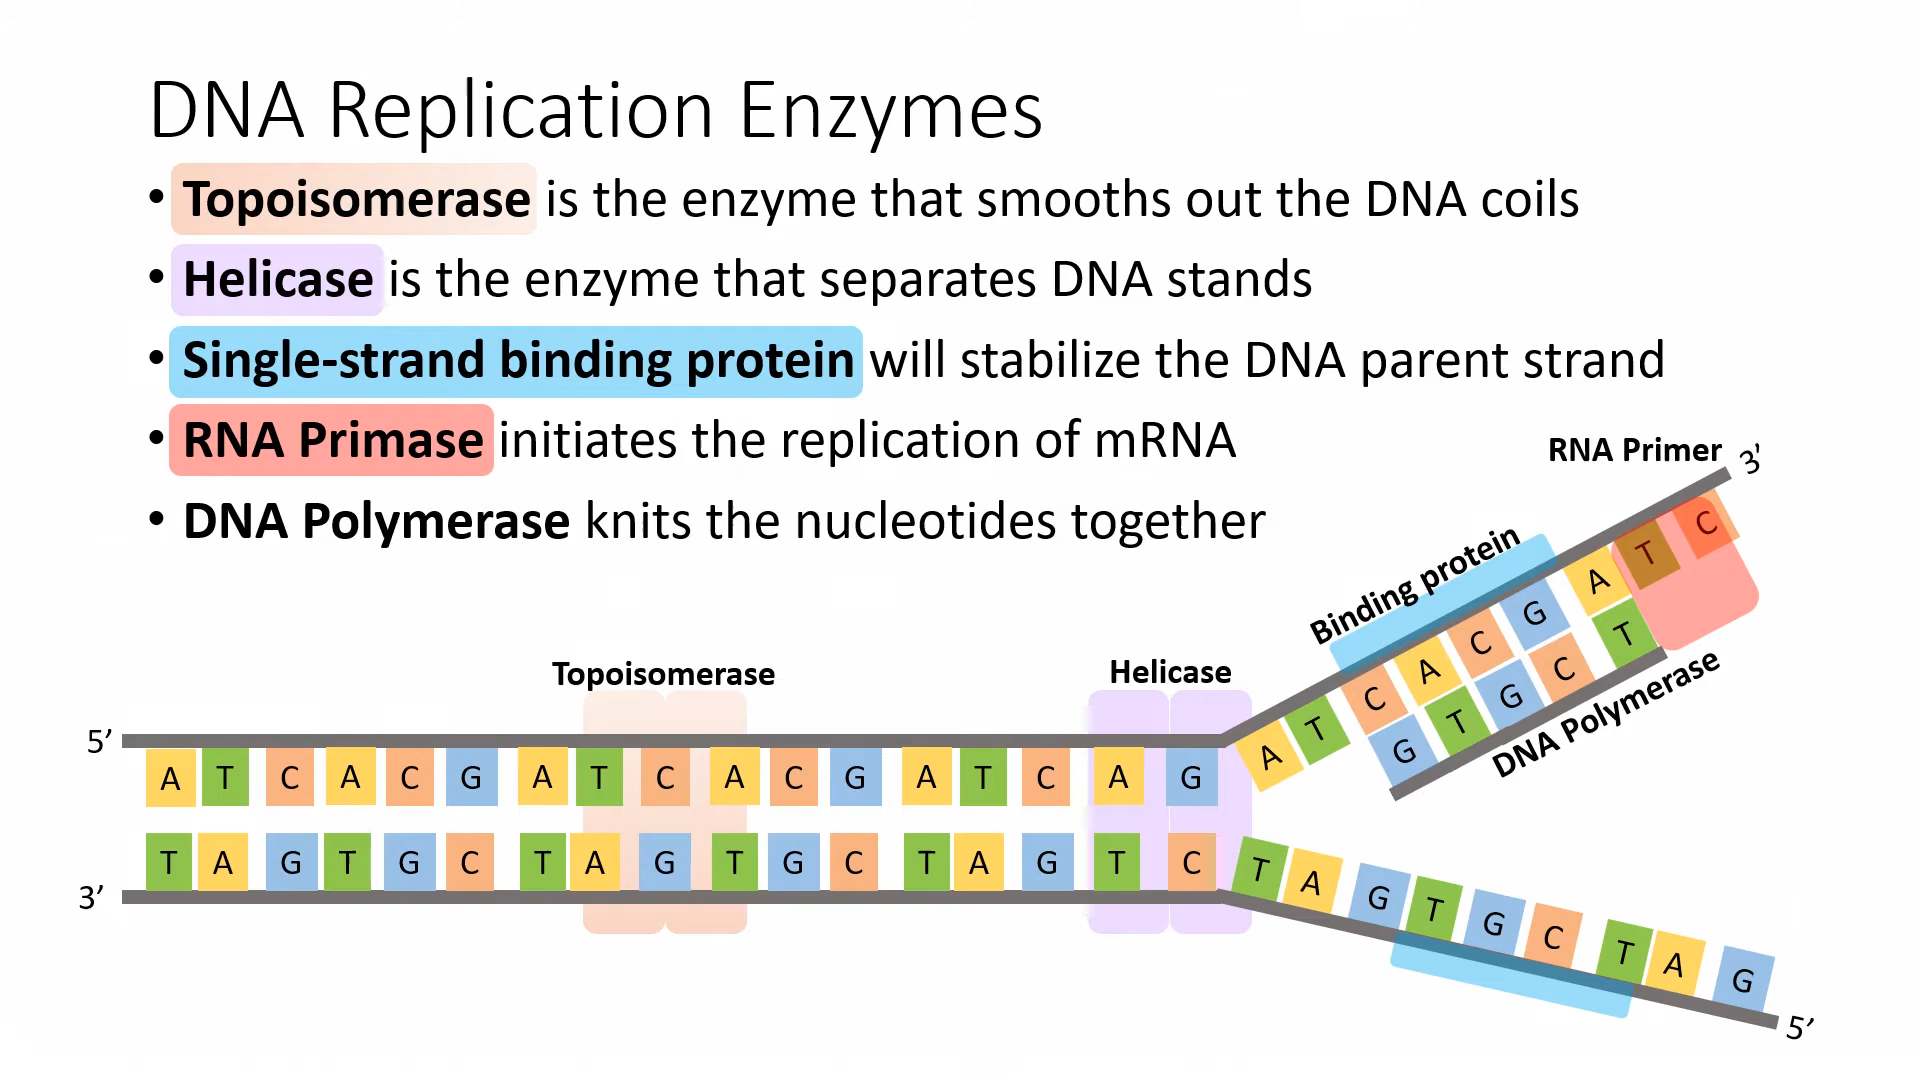 DNA Replication Enzymes
• Topoisomerase is the enzyme that smooths out the DNA coils
• Helicase is the enzyme that separates DNA stands
• Single-strand binding protein will stabilize the DNA parent strand
• RNA Primase initiates the replication of mRNA
• DNA Polymerase knits the nucleotides together
RNA Primer
3’
Binding protein
A T C A C G A T C
G T G C T
DNA Polymerase
Topoisomerase
Helicase
5’
A T C A C G A T C A C G A T C A G
T A G T G C T A G T G C T A G T C
3’
T A G T G C T A G
5’